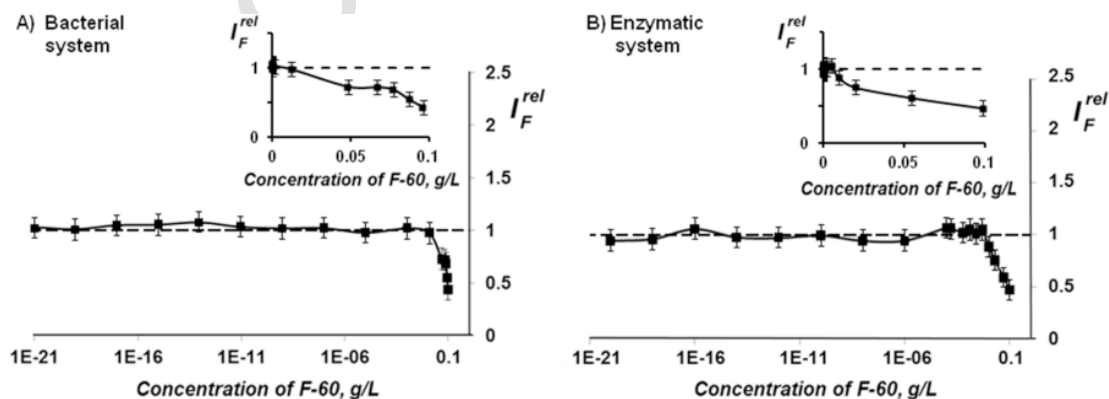 A) Bacterial
system
I_F^rel
1
0
0
0.05
0.1
Concentration of F-60, g/L
2.5
I_F^rel
2
1.5
1
0.5
0
1E-21
1E-16
1E-11
1E-06
0.1
Concentration of F-60, g/L
B) Enzymatic
system
I_F^rel
1
0
0
0.05
0.1
Concentration of F-60, g/L
2.5
I_F^rel
2
1.5
1
0.5
0
1E-21
1E-16
1E-11
1E-06
0.1
Concentration of F-60, g/L